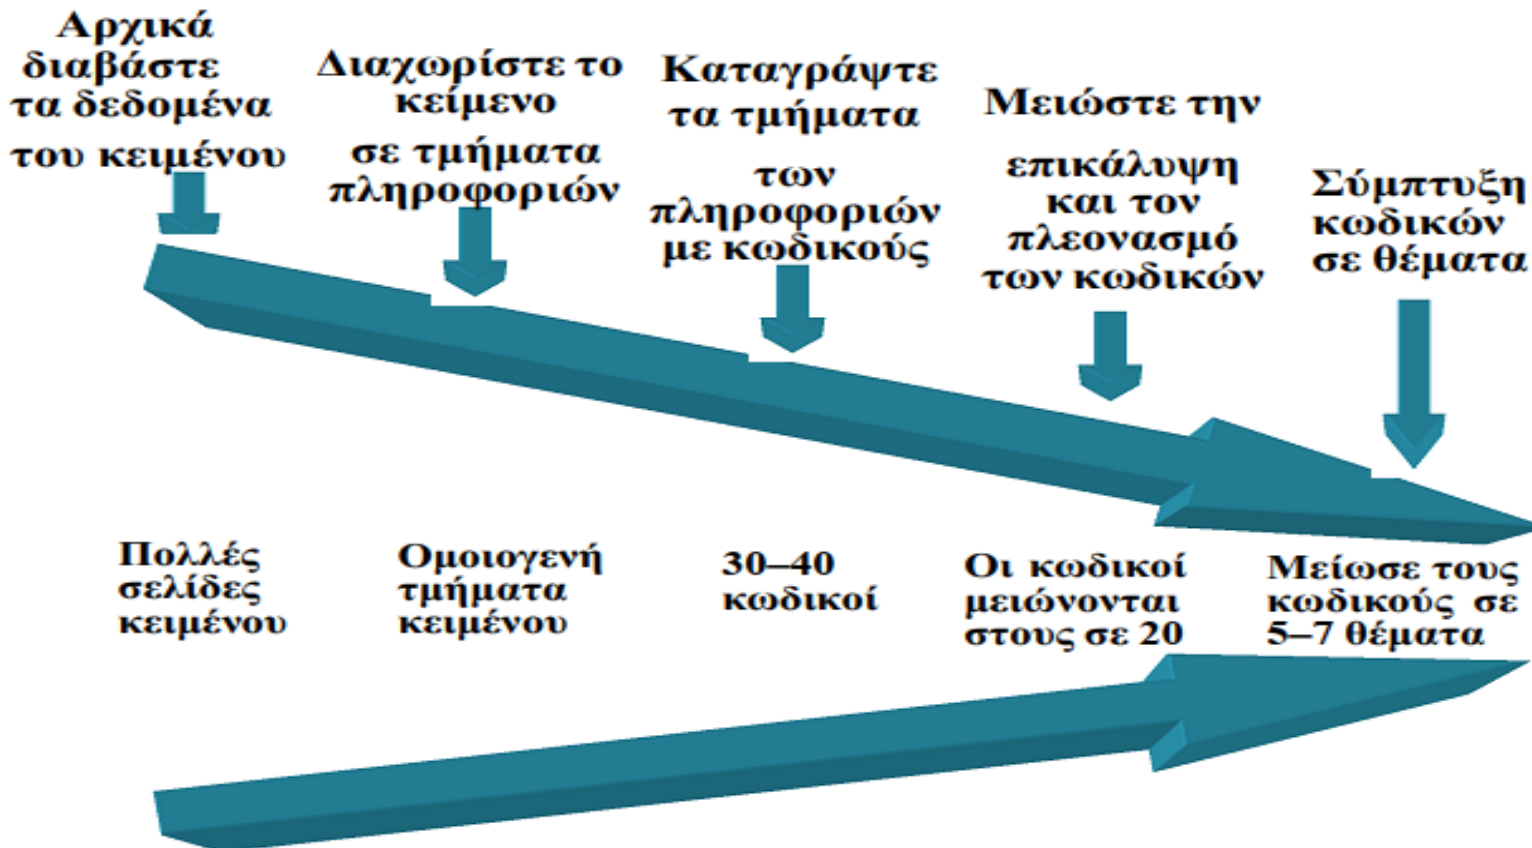 Αρχικά
διαβάστε
τα δεδομένα
του κειμένου
Διαχωρίστε το
κείμενο
σε τμήματα
πληροφοριών
Καταγράψτε
τα τμήματα
των
πληροφοριών
με κωδικούς
Μειώστε την
επικάλυψη
και τον
πλεονασμό
των κωδικών
Σύμπτυξη
κωδικών
σε θέματα
Πολλές
σελίδες
κειμένου
Ομοιογενή
τμήματα
κειμένου
30–40
κωδικοί
Οι κωδικοί
μειώνονται
στους σε 20
Μείωσε τους
κωδικούς σε
5–7 θέματα